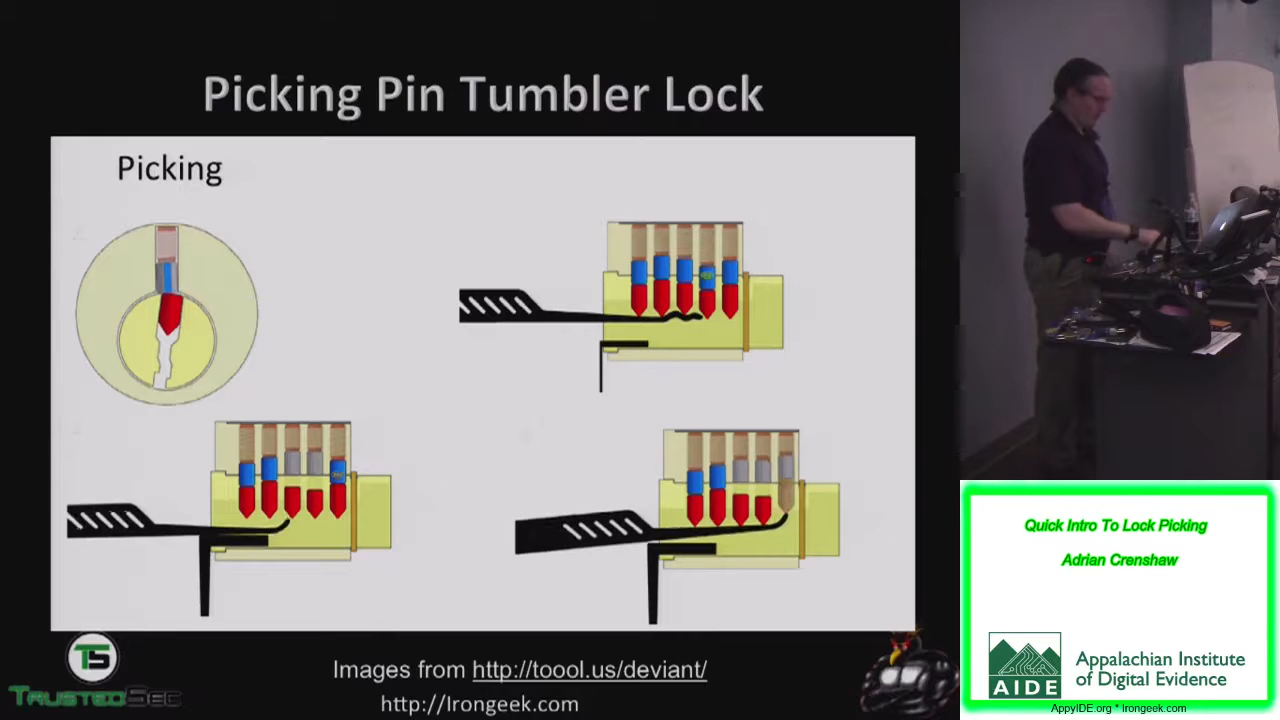 Picking Pin Tumbler Lock
Picking
Images from http://toool.us/deviant/
http://Irongeek.com
TS
TRUSTEDSEC
Quick Intro To Lock Picking
Adrian Crenshaw
AIDE
Appalachian Institute
of Digital Evidence
AppyIDE.org * Irongeek.com